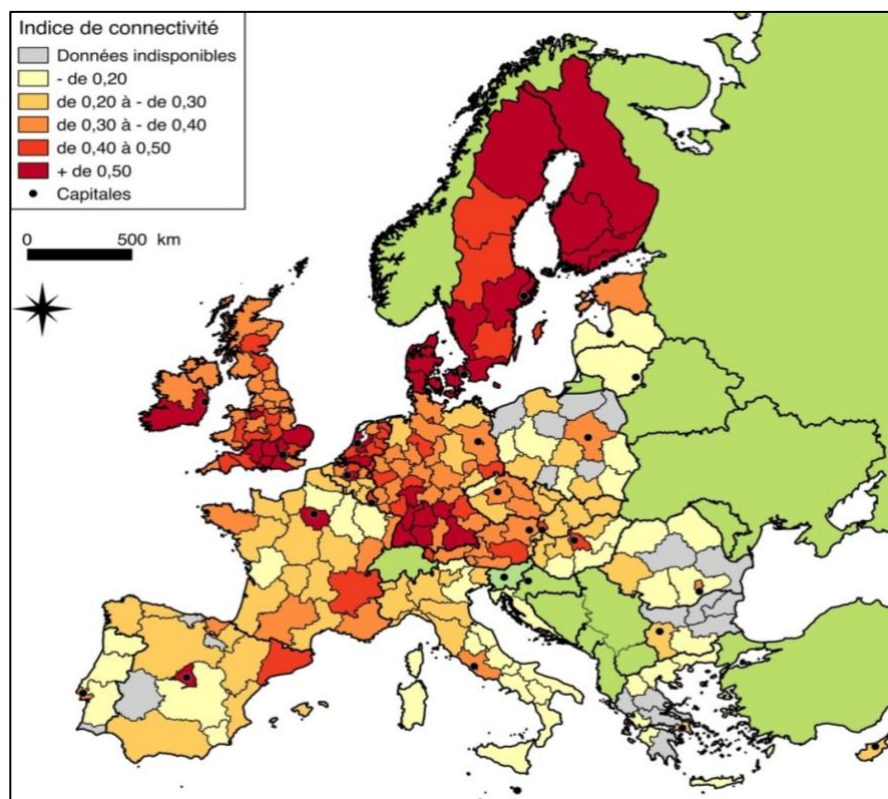 Indice de connectivité
Données indisponibles
- de 0,20
de 0,20 à - de 0,30
de 0,30 à - de 0,40
de 0,40 à 0,50
+ de 0,50
Capitales
0 500 km